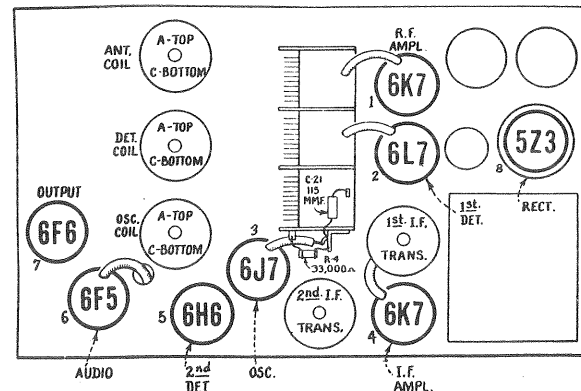 ANT.
COIL
A-TOP
C-BOTTOM
R.F.
AMPL.
6K7
1
DET.
COIL
A-TOP
C-BOTTOM
6L7
2
5Z3
8
C-21
115
MMF.
1st.
DET.
RECT.
OUTPUT
6F6
7
OSC.
COIL
A-TOP
C-BOTTOM
3
6J7
R-4
33,000Ω
1st. I.F.
TRANS.
6F5
6
6H6
5
2nd. I.F.
TRANS.
6K7
4
AUDIO
2nd
DET
OSC.
I.F.
AMPL.